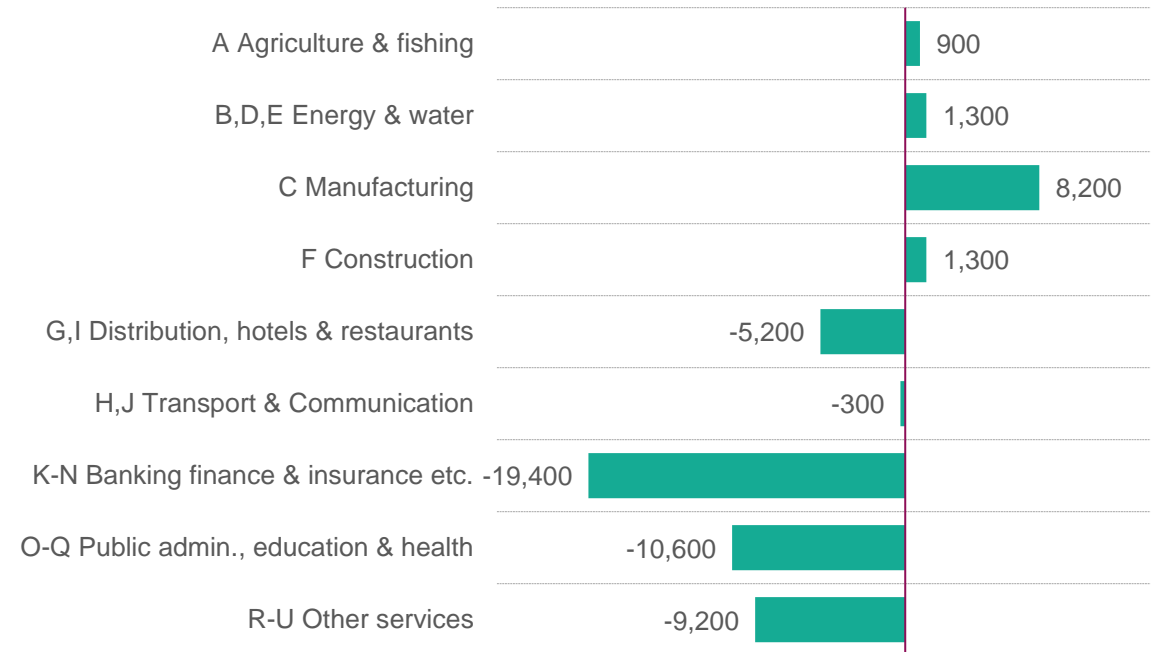 A Agriculture & fishing 900
B,D,E Energy & water 1,300
C Manufacturing 8,200
F Construction 1,300
G,I Distribution, hotels & restaurants -5,200
H,J Transport & Communication -300
K-N Banking finance & insurance etc. -19,400
O-Q Public admin., education & health -10,600
R-U Other services -9,200